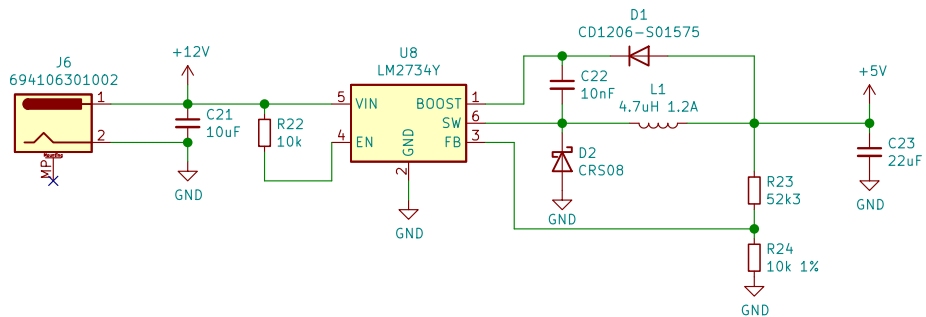 J6
694106301002
1
2
MP
Mounting
+12V
C21
10uF
GND
R22
10k
U8
LM2734Y
5
VIN
4
EN
GND
2
BOOST
1
SW
6
FB
3
GND
D1
CD1206-S01575
C22
10nF
L1
4.7uH 1.2A
D2
CRS08
GND
+5V
C23
22uF
GND
R23
52k3
R24
10k 1%
GND